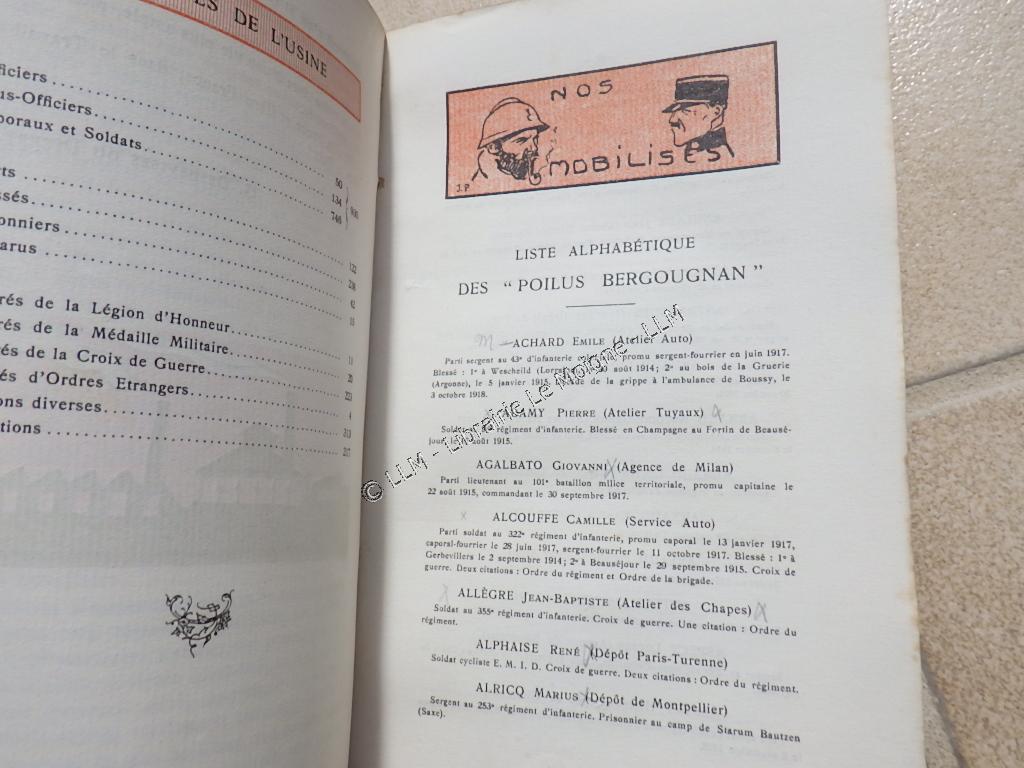 DE L'USINE
ficiers
us-Officiers
poraux et Soldats
rts
ssés
onniers
arus
rés de la Légion d'Honneur
rés de la Médaille Militaire
rés de la Croix de Guerre
és d'Ordres Etrangers
ons diverses
tions
50
134
746
122
42
11
20
223
4
313
217
NOS
MOBILISÉS
J.P
LISTE ALPHABÉTIQUE
DES “ POILUS BERGOUGNAN ”
M ACHARD EMILE (Atelier Auto)
Parti sergent au 43e d'infanterie promu sergent-fourrier en juin 1917.
Blessé : 1° à Wescheild août 1914 ; 2° au bois de la Gruerie
(Argonne), le 5 janvier 1915. de la grippe à l'ambulance de Boussy, le
3 octobre 1918.
PIERRE (Atelier Tuyaux)
régiment d'infanterie. Blessé en Champagne au Fortin de Beausé-
jour, août 1915.
AGALBATO GIOVANNI (Agence de Milan)
Parti lieutenant au 101e bataillon milice territoriale, promu capitaine le
22 août 1915, commandant le 30 septembre 1917.
ALCOUFFE CAMILLE (Service Auto)
Parti soldat au 322e régiment d'infanterie, promu caporal le 13 janvier 1917,
caporal-fourrier le 28 juin 1917, sergent-fourrier le 11 octobre 1917. Blessé : 1° à
Gerbevillers le 2 septembre 1914 ; 2° à Beauséjour le 29 septembre 1915. Croix de
guerre. Deux citations : Ordre du régiment et Ordre de la brigade.
ALLÈGRE JEAN-BAPTISTE (Atelier des Chapes)
Soldat au 355e régiment d'infanterie. Croix de guerre. Une citation : Ordre du
régiment.
ALPHAISE RENÉ (Dépôt Paris-Turenne)
Soldat cycliste E. M. I. D. Croix de guerre. Deux citations : Ordre du régiment.
ALRICQ MARIUS (Dépôt de Montpellier)
Sergent au 253e régiment d'infanterie. Prisonnier au camp de Starum Bautzen
(Saxe).
© LLM - Librairie Le Moigne - LLM